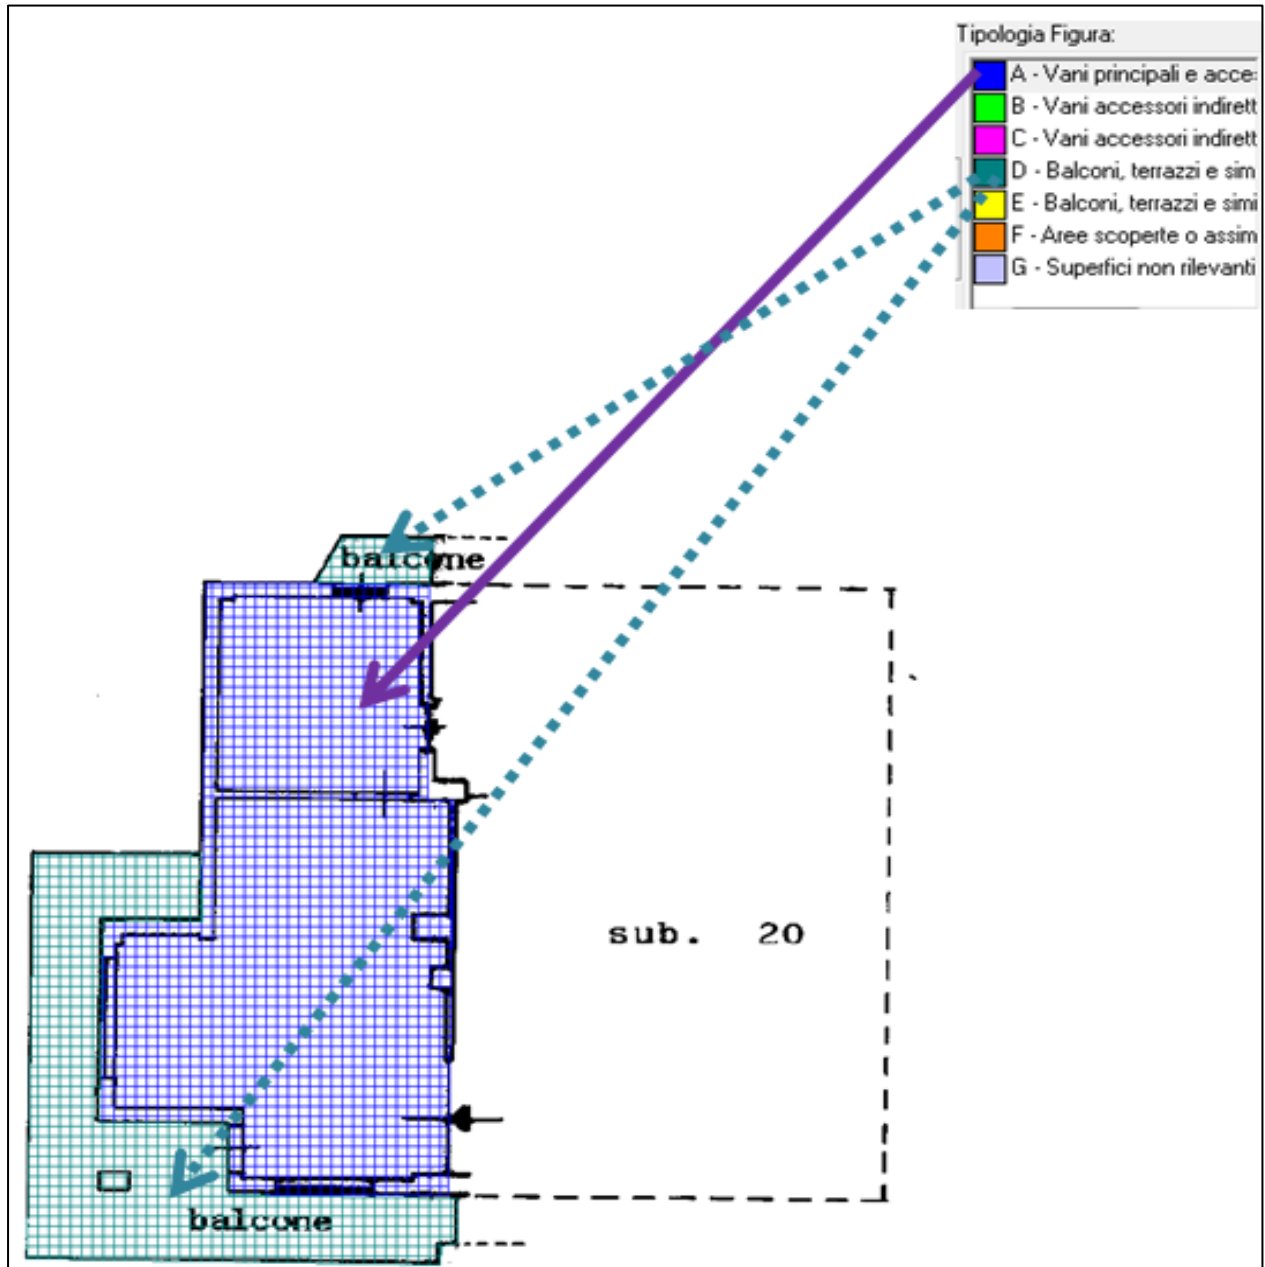 Tipologia Figura:
A - Vani principali e acce
B - Vani accessori indirett
C - Vani accessori indirett
D - Balconi, terrazzi e sim
E - Balconi, terrazzi e simi
F - Aree scoperte o assim
G - Superfici non rilevanti
balcone
sub. 20
balcone